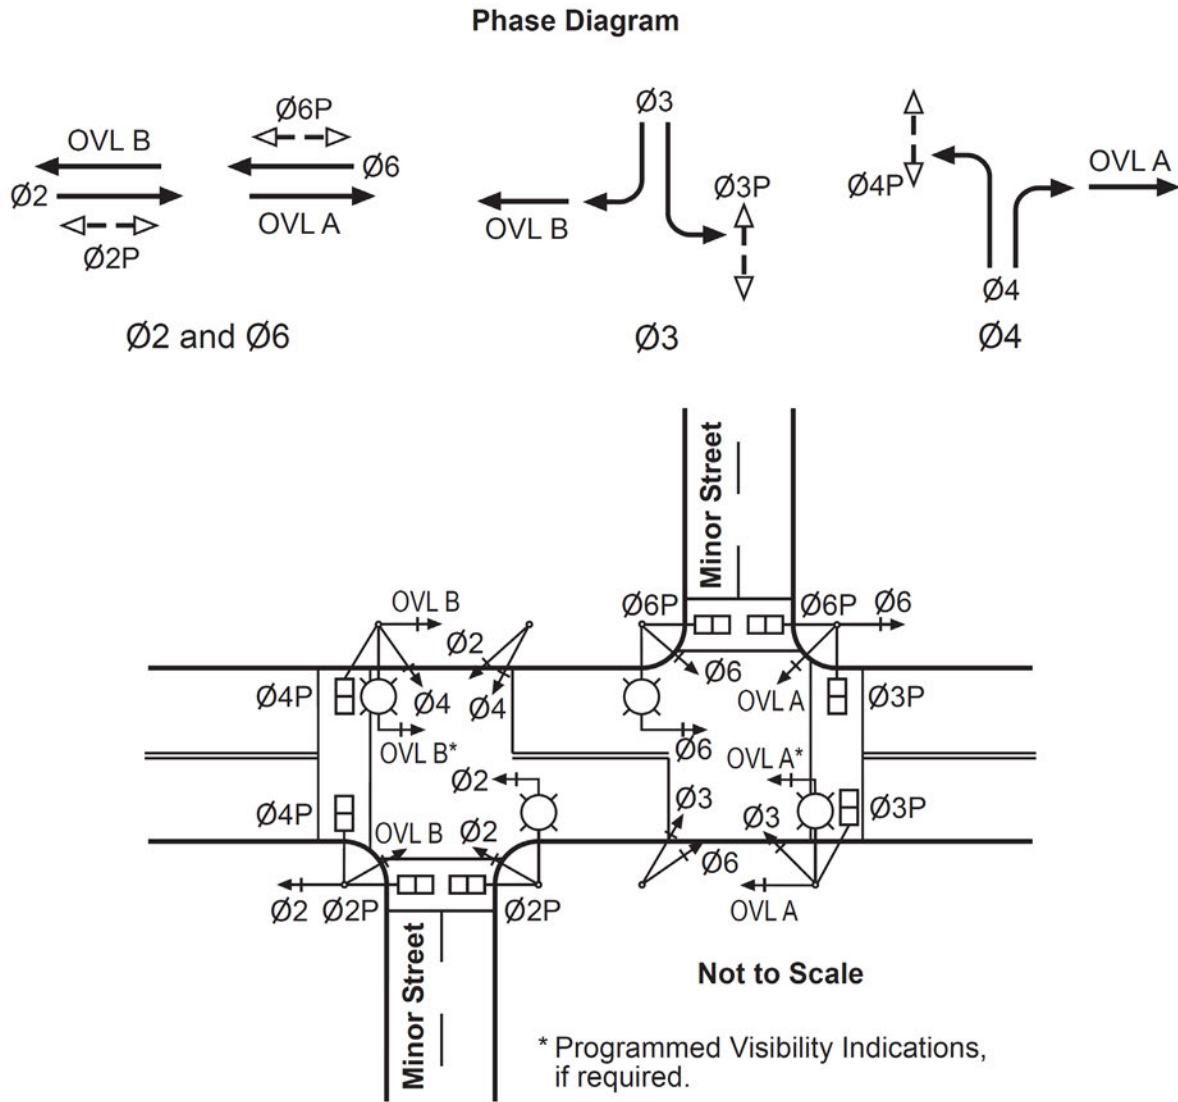 Phase Diagram
OVL B
Ø2
Ø2P
Ø6P
Ø6
OVL A
Ø2 and Ø6
Ø3
OVL B
Ø3P
Ø3
Ø4P
OVL A
Ø4
Ø4
Minor Street
OVL B
Ø2
Ø6P
Ø6P
Ø6
Ø4P
Ø4
Ø4
Ø6
OVL A
Ø3P
OVL B*
Ø6
OVL A*
Ø2
Ø4P
OVL B
Ø2
Ø3
Ø6
Ø3
Ø3P
Ø2
Ø2P
Ø2P
OVL A
Minor Street
Not to Scale
* Programmed Visibility Indications,
if required.